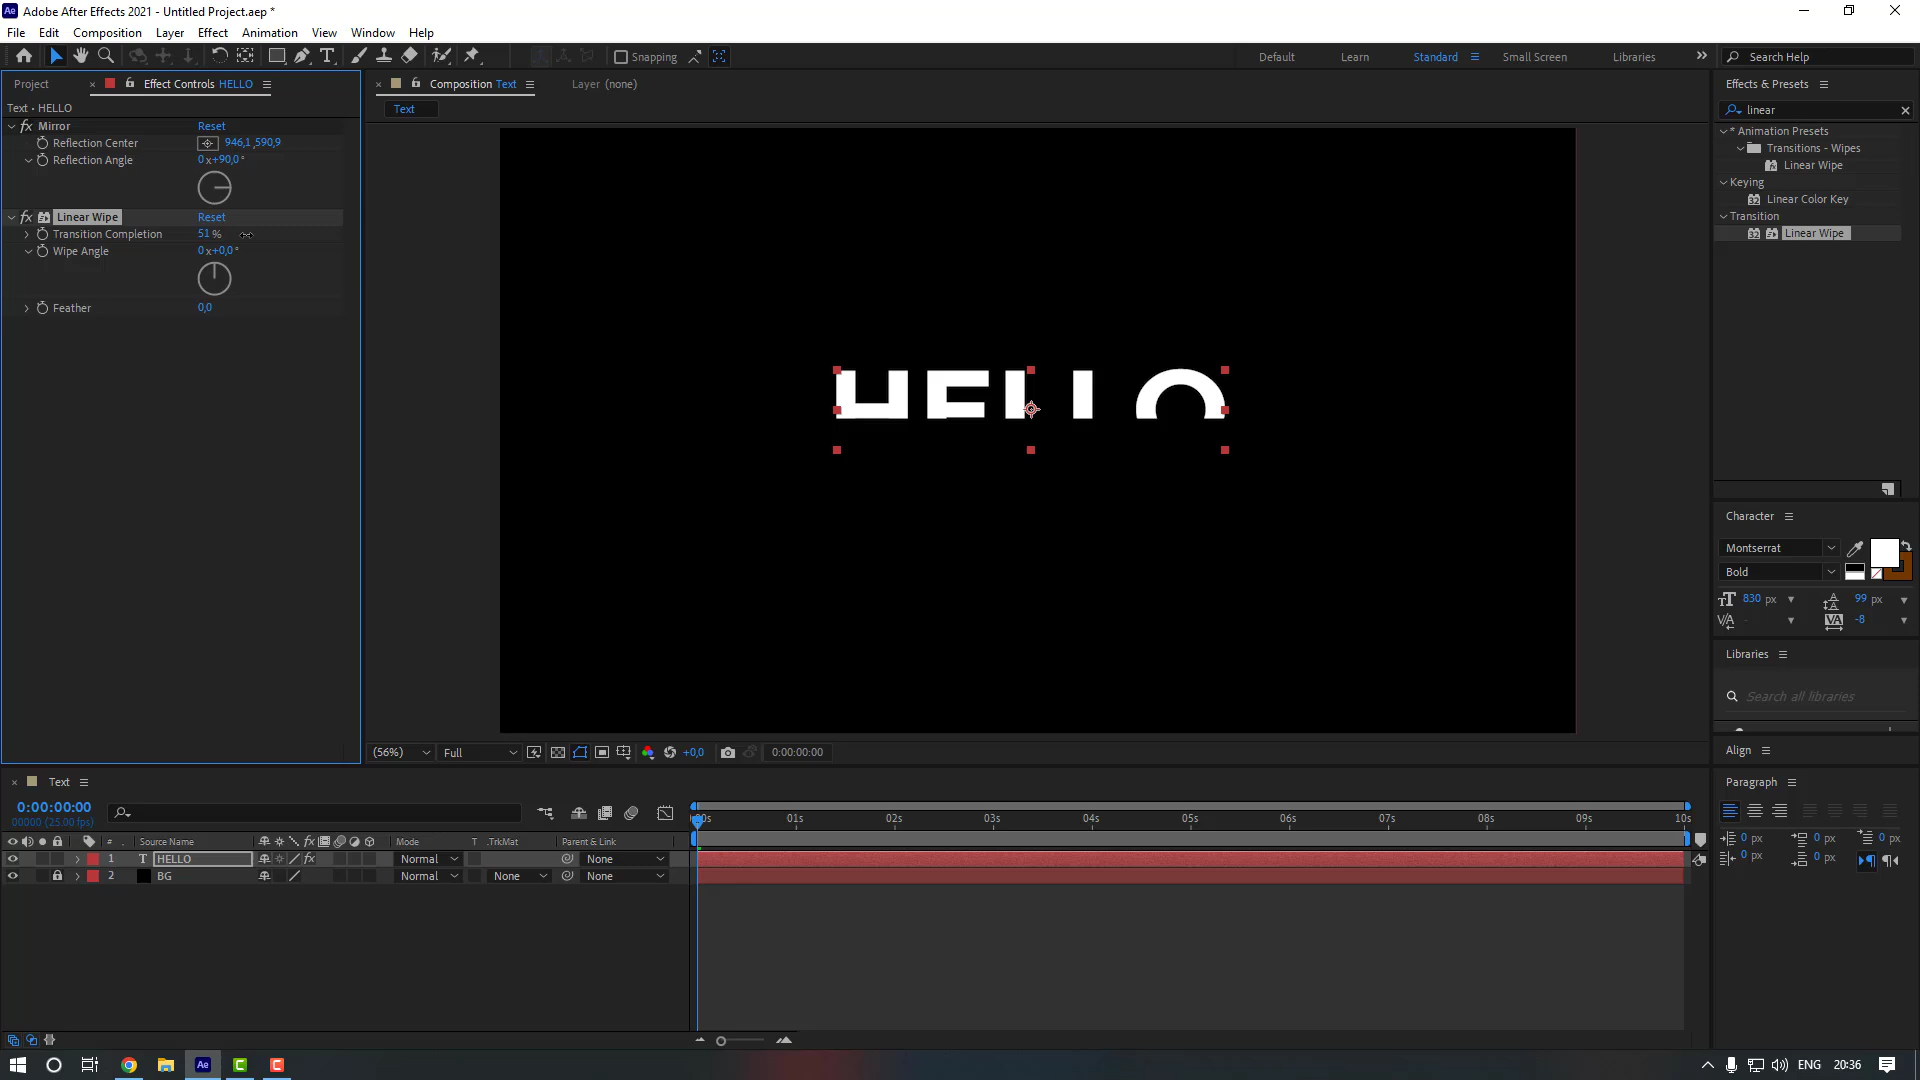 Adobe After Effects 2021 - Untitled Project.aep *
File Edit Composition Layer Effect Animation View Window Help
Snapping
Default Learn Standard Small Screen Libraries
Search Help
Project
Effect Controls HELLO
Composition Text
Layer (none)
Effects & Presets
Text • HELLO
Text
linear
Mirror Reset
Reflection Center 946,1 ,590,9
Reflection Angle 0 x+90,0 °
Linear Wipe Reset
Transition Completion 51 %
Wipe Angle 0 x+0,0 °
Feather 0,0
HELLO
* Animation Presets
Transitions - Wipes
Linear Wipe
Keying
32 Linear Color Key
Transition
32 Linear Wipe
Character
Montserrat
Bold
830 px
99 px
-8
Libraries
Search all libraries
Align
Paragraph
0 px 0 px 0 px
0 px 0 px
(56%) Full +0,0 0:00:00:00
Text
0:00:00:00
00000 (25.00 fps)
# . Source Name Mode T .TrkMat Parent & Link
1 T HELLO Normal None
2 BG Normal None None
00s 01s 02s 03s 04s 05s 06s 07s 08s 09s 10s
Ae
ENG 20:36